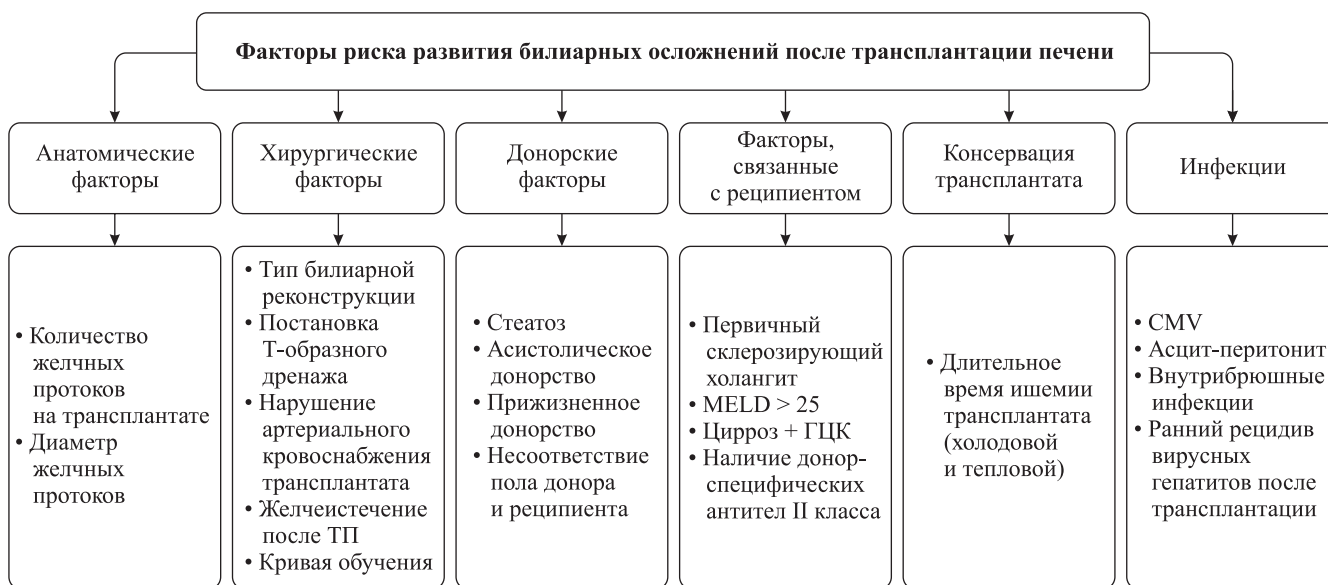 Факторы риска развития билиарных осложнений после трансплантации печени
Анатомические
факторы
Хирургические
факторы
Донорские
факторы
Факторы,
связанные
с реципиентом
Консервация
трансплантата
Инфекции
• Количество
желчных
протоков
на трансплантате
• Диаметр
желчных
протоков
• Тип билиарной
реконструкции
• Постановка
Т-образного
дренажа
• Нарушение
артериального
кровоснабжения
трансплантата
• Желчеистечение
после ТП
• Кривая обучения
• Стеатоз
• Асистолическое
донорство
• Прижизненное
донорство
• Несоответствие
пола донора
и реципиента
• Первичный
склерозирующий
холангит
• MELD > 25
• Цирроз + ГЦК
• Наличие донор-
специфических
антител II класса
• Длительное
время ишемии
трансплантата
(холодовой
и тепловой)
• CMV
• Асцит-перитонит
• Внутрибрюшные
инфекции
• Ранний рецидив
вирусных
гепатитов после
трансплантации